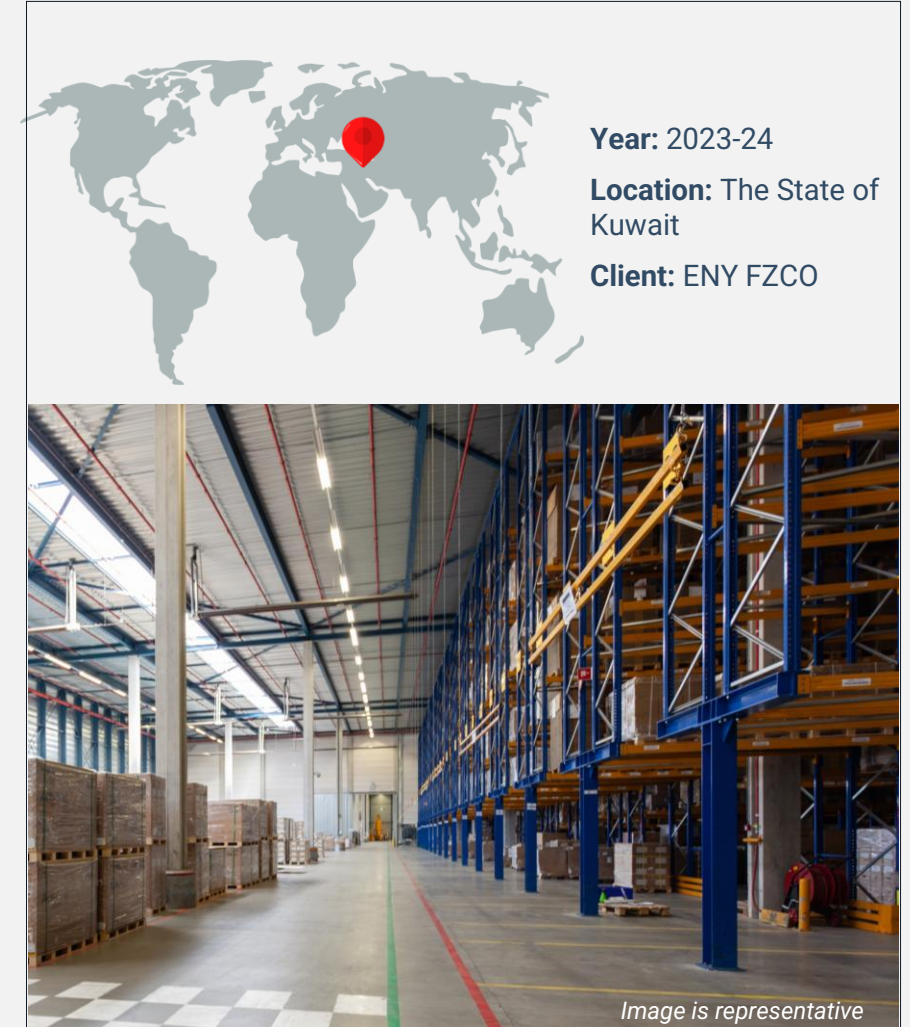 Year: 2023-24
Location: The State of
Kuwait
Client: ENY FZCO
Image is representative